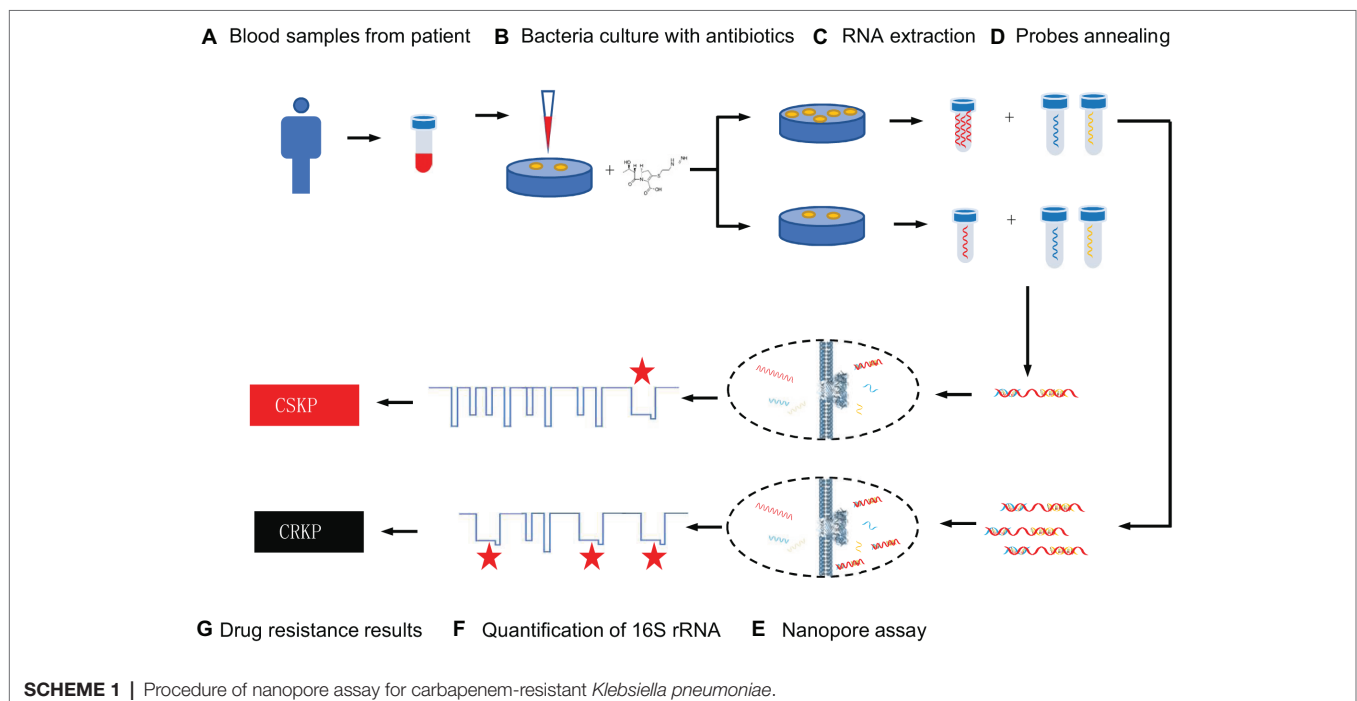 A Blood samples from patient B Bacteria culture with antibiotics C RNA extraction D Probes annealing
+
+
+
CSKP
CRKP
G Drug resistance results F Quantification of 16S rRNA E Nanopore assay
SCHEME 1 | Procedure of nanopore assay for carbapenem-resistant Klebsiella pneumoniae.